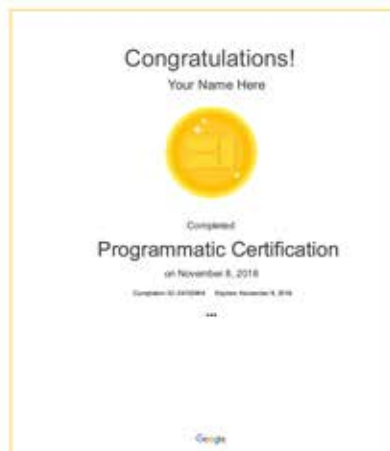 Congratulations!
Your Name Here
Completed
Programmatic Certification
on November 8, 2018
...
Google